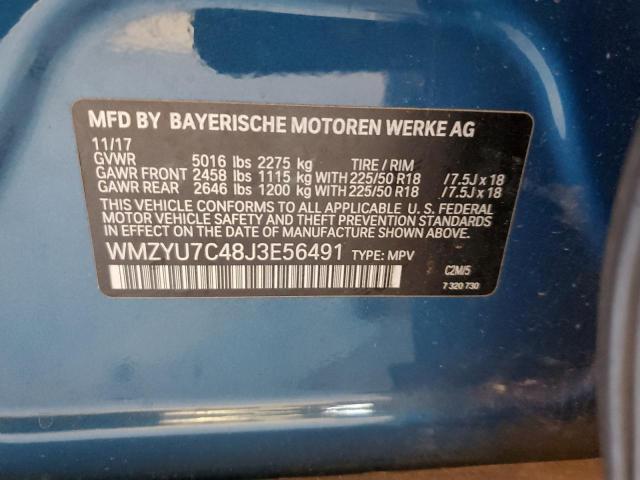 MFD BY BAYERISCHE MOTOREN WERKE AG
11/17
GVWR 5016 lbs 2275 kg TIRE / RIM
GAWR FRONT 2458 lbs 1115 kg WITH 225/50 R18 / 7.5J x 18
GAWR REAR 2646 lbs 1200 kg WITH 225/50 R18 / 7.5J x 18
THIS VEHICLE CONFORMS TO ALL APPLICABLE U. S. FEDERAL
MOTOR VEHICLE SAFETY AND THEFT PREVENTION STANDARDS
IN EFFECT ON THE DATE OF MANUFACTURE SHOWN ABOVE.
WMZYU7C48J3E56491 TYPE: MPV
C2M/5
7 320 730